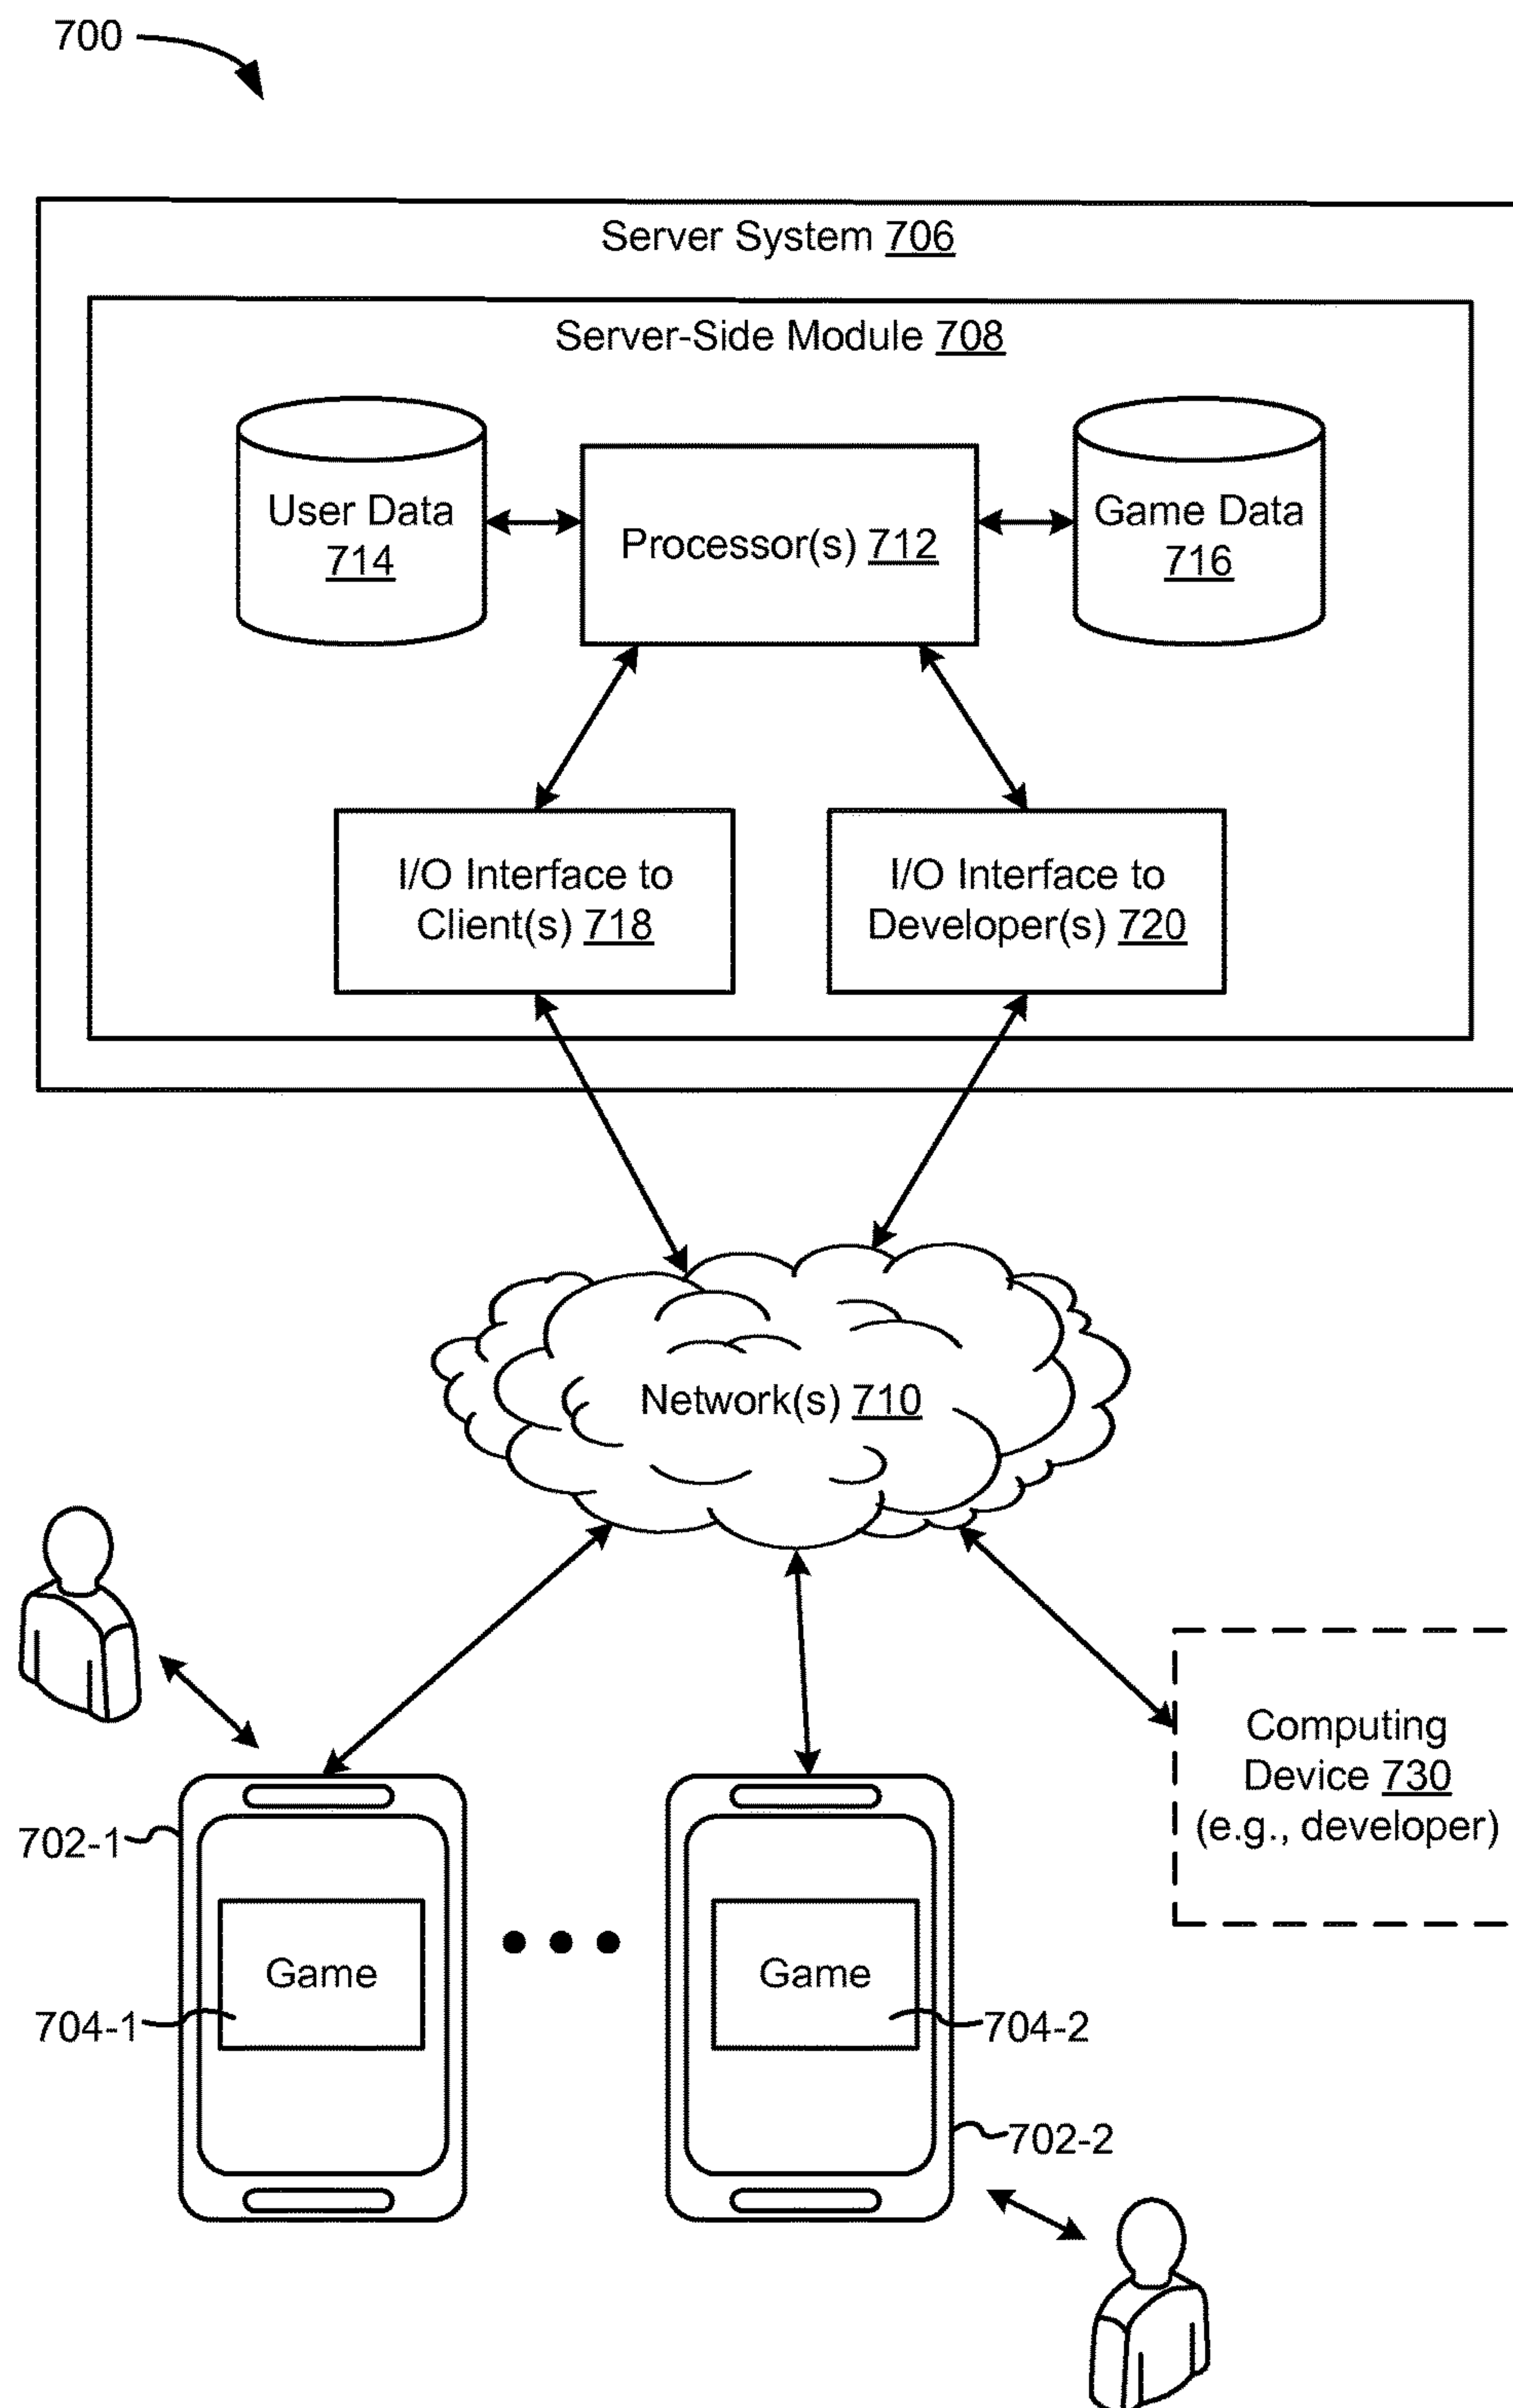 700
Server System 706
Server-Side Module 708
User Data
714
Processor(s) 712
Game Data
716
I/O Interface to
Client(s) 718
I/O Interface to
Developer(s) 720
Network(s) 710
Computing
Device 730
(e.g., developer)
702-1
Game
704-1
Game
704-2
702-2